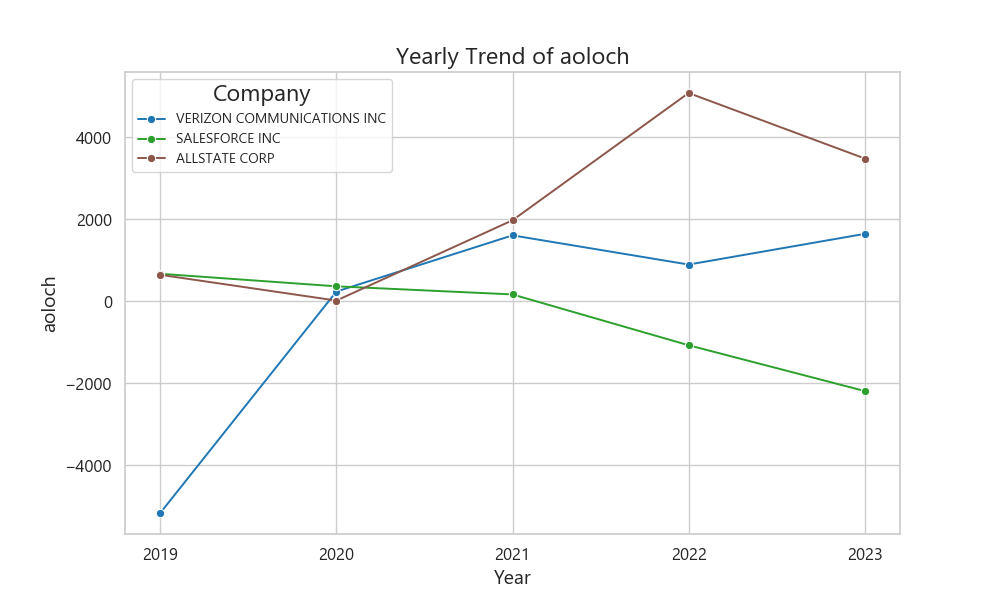 Yearly Trend of aoloch
Company
VERIZON COMMUNICATIONS INC
SALESFORCE INC
ALLSTATE CORP
aoloch
4000
2000
0
−2000
−4000
2019 2020 2021 2022 2023
Year